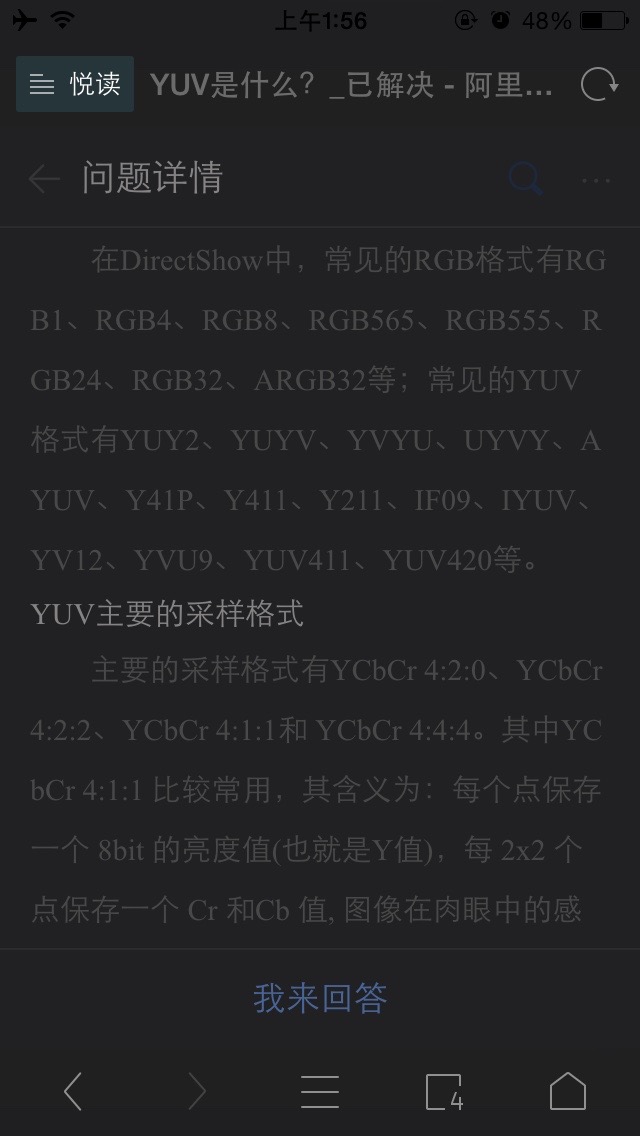 上午1:56
48%
悦读
YUV是什么？_已解决 - 阿里...
问题详情
在DirectShow中，常见的RGB格式有RG
B1、RGB4、RGB8、RGB565、RGB555、R
GB24、RGB32、ARGB32等；常见的YUV
格式有YUY2、YUYV、YVYU、UYVY、A
YUV、Y41P、Y411、Y211、IF09、IYUV、
YV12、YVU9、YUV411、YUV420等。
YUV主要的采样格式
主要的采样格式有YCbCr 4:2:0、YCbCr
4:2:2、YCbCr 4:1:1和 YCbCr 4:4:4。其中YC
bCr 4:1:1 比较常用，其含义为：每个点保存
一个 8bit 的亮度值(也就是Y值)，每 2x2 个
点保存一个 Cr 和Cb 值, 图像在肉眼中的感
我来回答
4